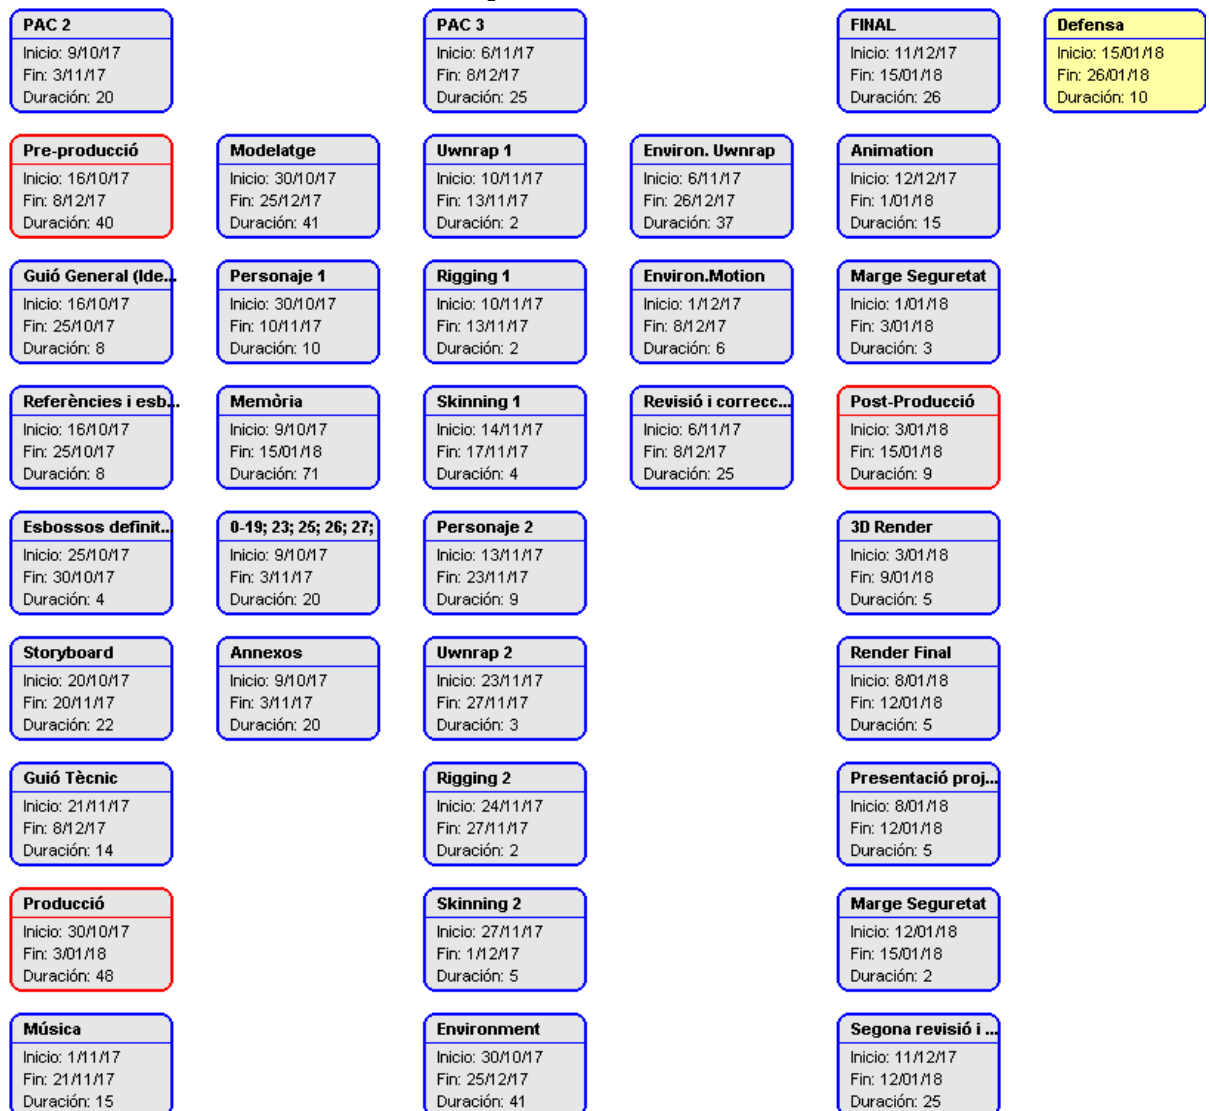 PAC 2
Inicio: 9/10/17
Fin: 3/11/17
Duración: 20
PAC 3
Inicio: 6/11/17
Fin: 8/12/17
Duración: 25
FINAL
Inicio: 11/12/17
Fin: 15/01/18
Duración: 26
Defensa
Inicio: 15/01/18
Fin: 26/01/18
Duración: 10
Pre-producció
Inicio: 16/10/17
Fin: 8/12/17
Duración: 40
Modelatge
Inicio: 30/10/17
Fin: 25/12/17
Duración: 41
Uwnrap 1
Inicio: 10/11/17
Fin: 13/11/17
Duración: 2
Environ. Uwnrap
Inicio: 6/11/17
Fin: 26/12/17
Duración: 37
Animation
Inicio: 12/12/17
Fin: 1/01/18
Duración: 15
Guió General (Ide...
Inicio: 16/10/17
Fin: 25/10/17
Duración: 8
Personaje 1
Inicio: 30/10/17
Fin: 10/11/17
Duración: 10
Rigging 1
Inicio: 10/11/17
Fin: 13/11/17
Duración: 2
Environ.Motion
Inicio: 1/12/17
Fin: 8/12/17
Duración: 6
Marge Seguretat
Inicio: 1/01/18
Fin: 3/01/18
Duración: 3
Referències i esb...
Inicio: 16/10/17
Fin: 25/10/17
Duración: 8
Memòria
Inicio: 9/10/17
Fin: 15/01/18
Duración: 71
Skinning 1
Inicio: 14/11/17
Fin: 17/11/17
Duración: 4
Revisió i correcc...
Inicio: 6/11/17
Fin: 8/12/17
Duración: 25
Post-Producció
Inicio: 3/01/18
Fin: 15/01/18
Duración: 9
Esbossos definit...
Inicio: 25/10/17
Fin: 30/10/17
Duración: 4
0-19; 23; 25; 26; 27;
Inicio: 9/10/17
Fin: 3/11/17
Duración: 20
Personaje 2
Inicio: 13/11/17
Fin: 23/11/17
Duración: 9
3D Render
Inicio: 3/01/18
Fin: 9/01/18
Duración: 5
Storyboard
Inicio: 20/10/17
Fin: 20/11/17
Duración: 22
Annexos
Inicio: 9/10/17
Fin: 3/11/17
Duración: 20
Uwnrap 2
Inicio: 23/11/17
Fin: 27/11/17
Duración: 3
Render Final
Inicio: 8/01/18
Fin: 12/01/18
Duración: 5
Guió Tècnic
Inicio: 21/11/17
Fin: 8/12/17
Duración: 14
Rigging 2
Inicio: 24/11/17
Fin: 27/11/17
Duración: 2
Presentació proj...
Inicio: 8/01/18
Fin: 12/01/18
Duración: 5
Producció
Inicio: 30/10/17
Fin: 3/01/18
Duración: 48
Skinning 2
Inicio: 27/11/17
Fin: 1/12/17
Duración: 5
Marge Seguretat
Inicio: 12/01/18
Fin: 15/01/18
Duración: 2
Música
Inicio: 1/11/17
Fin: 21/11/17
Duración: 15
Environment
Inicio: 30/10/17
Fin: 25/12/17
Duración: 41
Segona revisió i ...
Inicio: 11/12/17
Fin: 12/01/18
Duración: 25